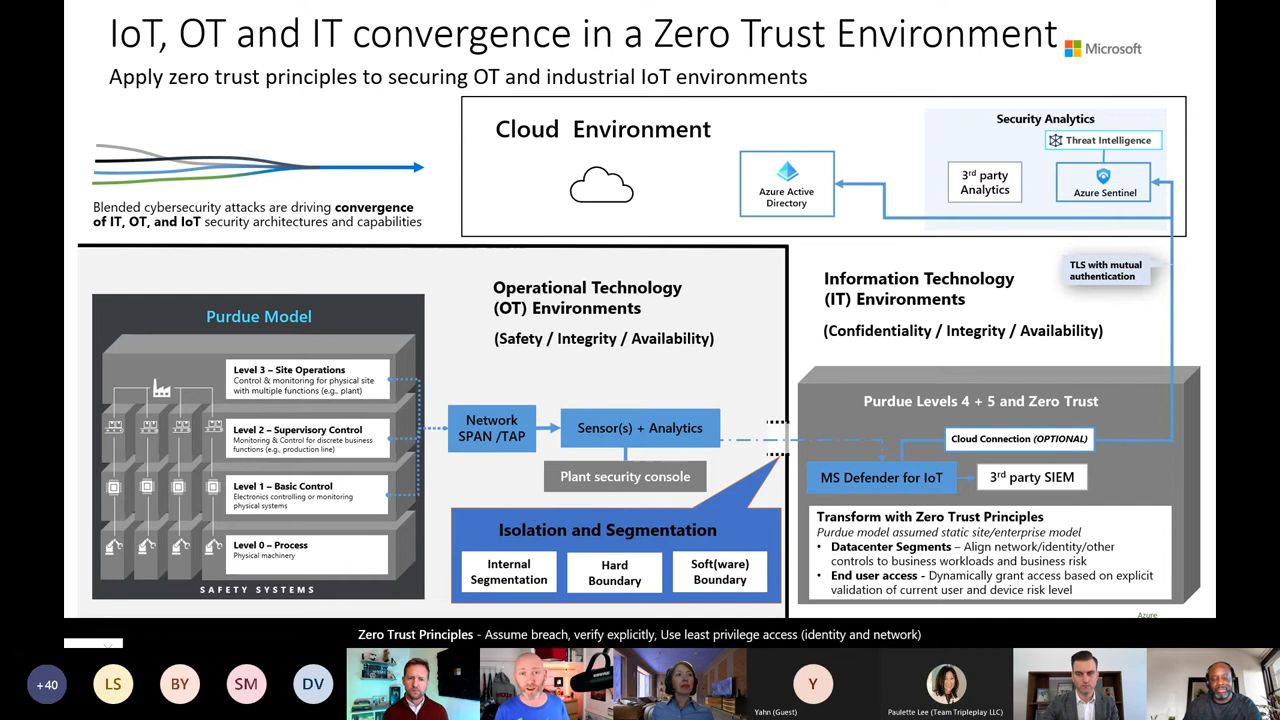 IoT, OT and IT convergence in a Zero Trust Environment
Microsoft
Apply zero trust principles to securing OT and industrial IoT environments
Blended cybersecurity attacks are driving convergence
of IT, OT, and IoT security architectures and capabilities
Cloud Environment
Azure Active
Directory
Security Analytics
Threat Intelligence
3rd party
Analytics
Azure Sentinel
TLS with mutual
authentication
Operational Technology
(OT) Environments
(Safety / Integrity / Availability)
Information Technology
(IT) Environments
(Confidentiality / Integrity / Availability)
Purdue Model
Level 3 – Site Operations
Control & monitoring for physical site
with multiple functions (e.g., plant)
Level 2 – Supervisory Control
Monitoring & Control for discrete business
functions (e.g., production line)
Level 1 – Basic Control
Electronics controlling or monitoring
physical systems
Level 0 – Process
Physical machinery
SAFETY SYSTEMS
Network
SPAN /TAP
Sensor(s) + Analytics
Plant security console
Isolation and Segmentation
Internal
Segmentation
Hard
Boundary
Soft(ware)
Boundary
Purdue Levels 4 + 5 and Zero Trust
Cloud Connection (OPTIONAL)
MS Defender for IoT
3rd party SIEM
Transform with Zero Trust Principles
Purdue model assumed static site/enterprise model
• Datacenter Segments – Align network/identity/other
controls to business workloads and business risk
• End user access - Dynamically grant access based on explicit
validation of current user and device risk level
Azure
Zero Trust Principles - Assume breach, verify explicitly, Use least privilege access (identity and network)
+40
LS
BY
SM
DV
Y
Yahn (Guest)
Paulette Lee (Team Tripleplay LLC)